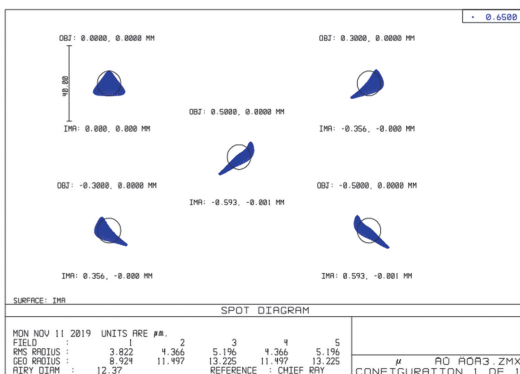 + 0.6500
OBJ: 0.0000, 0.0000 MM
OBJ: 0.3000, 0.0000 MM
40.00
IMA: 0.000, 0.000 MM
IMA: -0.356, -0.000 MM
OBJ: 0.5000, 0.0000 MM
IMA: -0.593, -0.001 MM
OBJ: -0.3000, 0.0000 MM
OBJ: -0.5000, 0.0000 MM
IMA: 0.356, -0.000 MM
IMA: 0.593, -0.001 MM
SURFACE: IMA
SPOT DIAGRAM
MON NOV 11 2019 UNITS ARE µm.
FIELD : 1 2 3 4 5
RMS RADIUS : 3.822 4.366 5.196 4.366 5.196
GEO RADIUS : 8.924 11.497 13.225 11.497 13.225
AIRY DIAM : 12.37 REFERENCE : CHIEF RAY
µ AO AOA3.ZMX
CONFIGURATION 1 OF 1